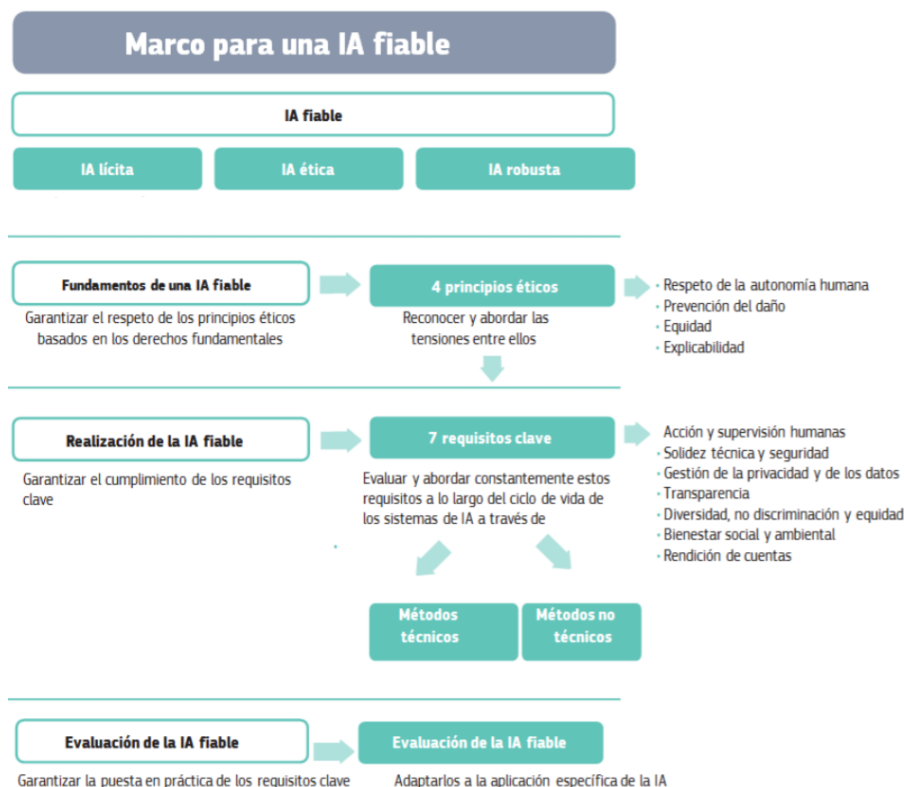 Marco para una IA fiable
IA fiable
IA lícita
IA ética
IA robusta
Fundamentos de una IA fiable
Garantizar el respeto de los principios éticos
basados en los derechos fundamentales
4 principios éticos
Reconocer y abordar las
tensiones entre ellos
· Respeto de la autonomía humana
· Prevención del daño
· Equidad
· Explicabilidad
Realización de la IA fiable
Garantizar el cumplimiento de los requisitos
clave
7 requisitos clave
Evaluar y abordar constantemente estos
requisitos a lo largo del ciclo de vida de
los sistemas de IA a través de
Acción y supervisión humanas
· Solidez técnica y seguridad
· Gestión de la privacidad y de los datos
· Transparencia
· Diversidad, no discriminación y equidad
· Bienestar social y ambiental
· Rendición de cuentas
Métodos
técnicos
Métodos no
técnicos
Evaluación de la IA fiable
Garantizar la puesta en práctica de los requisitos clave
Evaluación de la IA fiable
Adaptarlos a la aplicación específica de la IA